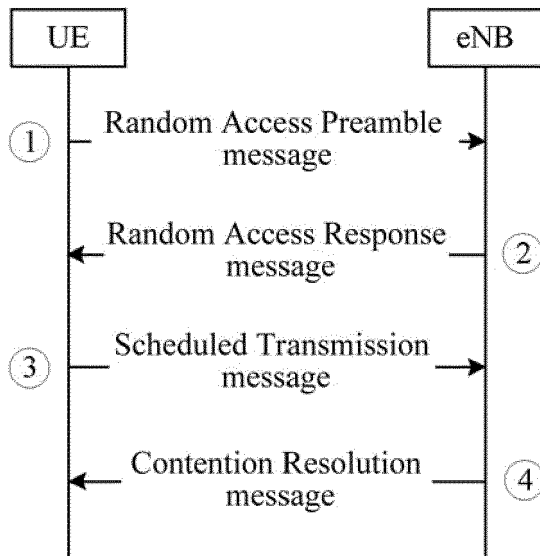 UE
eNB
① Random Access Preamble
message
Random Access Response ②
message
③ Scheduled Transmission
message
Contention Resolution ④
message